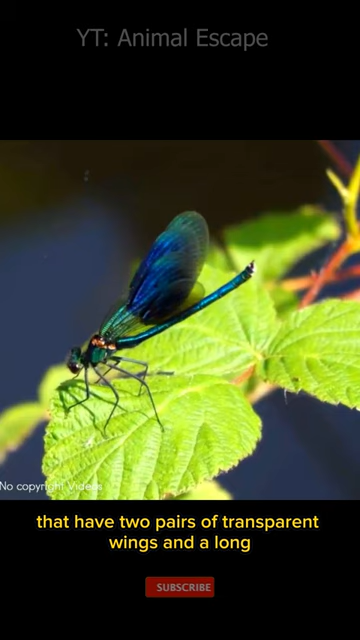 YT: Animal Escape
No copyright Videos
that have two pairs of transparent
wings and a long
SUBSCRIBE